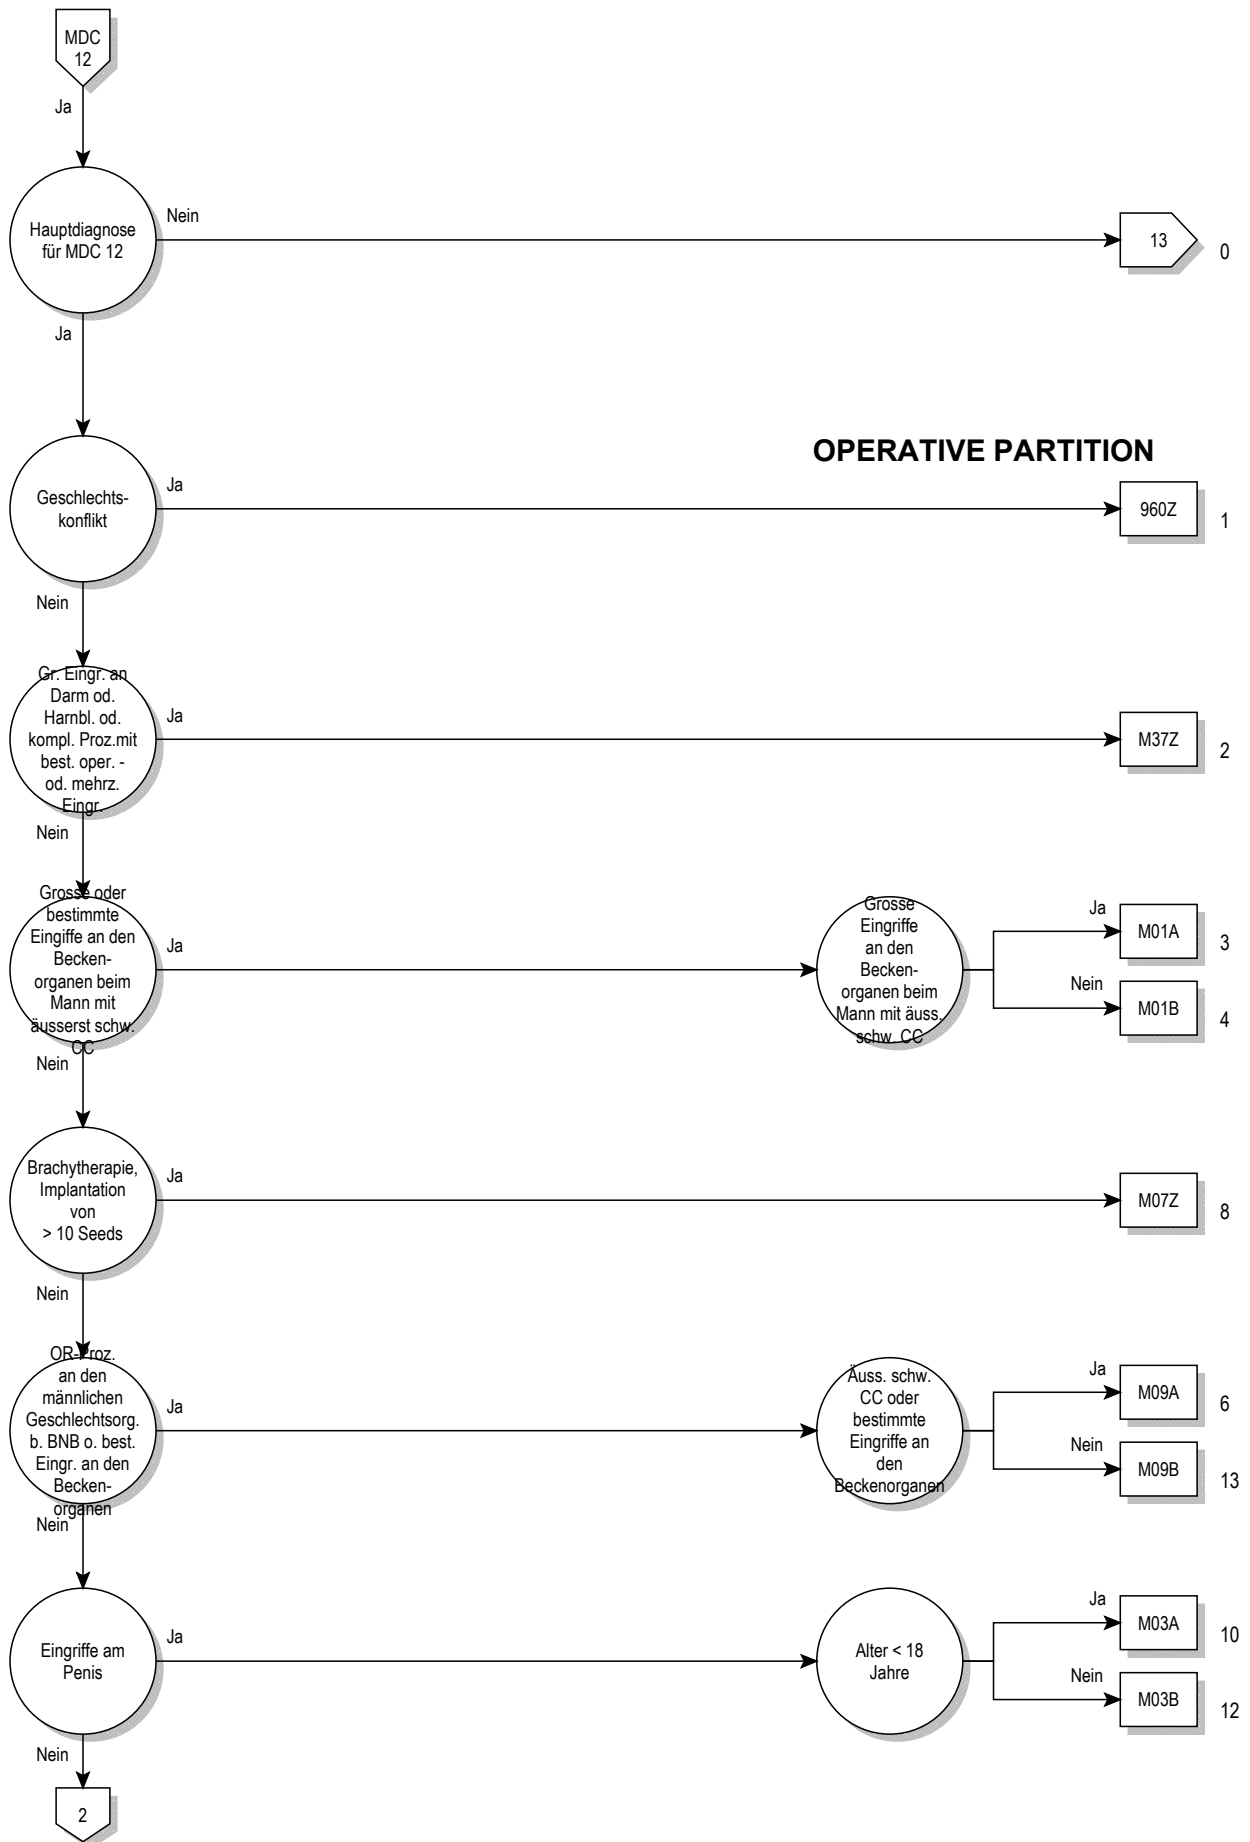 MDC
12
Ja
Hauptdiagnose
für MDC 12
Nein
13
0
Ja
OPERATIVE PARTITION
Geschlechts-
konflikt
Ja
960Z
1
Nein
Gr. Eingr. an
Darm od.
Harnbl. od.
kompl. Proz.mit
best. oper. -
od. mehrz.
Eingr.
Ja
M37Z
2
Nein
Grosse oder
bestimmte
Eingiffe an den
Becken-
organen beim
Mann mit
äusserst schw.
CC
Ja
Grosse
Eingriffe
an den
Becken-
organen beim
Mann mit äuss.
schw. CC
Ja
M01A
3
Nein
M01B
4
Nein
Brachytherapie,
Implantation
von
> 10 Seeds
Ja
M07Z
8
Nein
OR-Proz.
an den
männlichen
Geschlechtsorg.
b. BNB o. best.
Eingr. an den
Becken-
organen
Ja
Äuss. schw.
CC oder
bestimmte
Eingriffe an
den
Beckenorganen
Ja
M09A
6
Nein
M09B
13
Nein
Eingriffe am
Penis
Ja
Alter < 18
Jahre
Ja
M03A
10
Nein
M03B
12
Nein
2